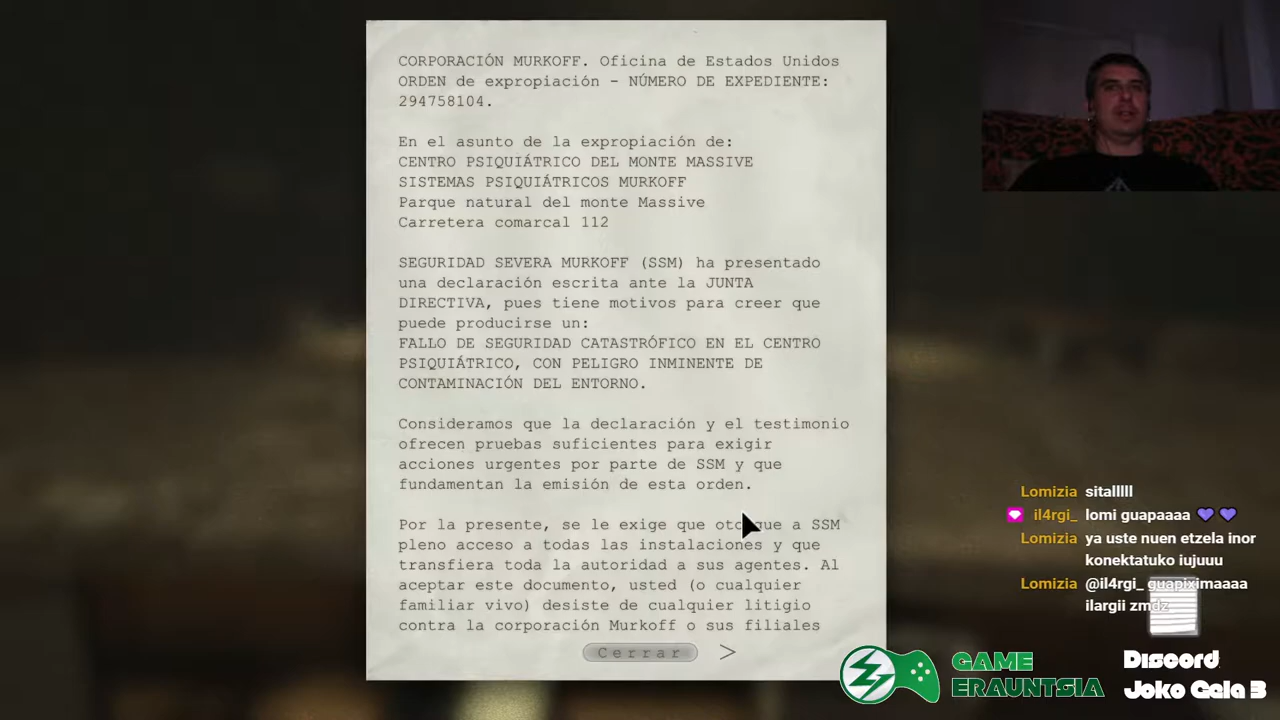 CORPORACIÓN MURKOFF. Oficina de Estados Unidos
ORDEN de expropiación - NÚMERO DE EXPEDIENTE:
294758104.
En el asunto de la expropiación de:
CENTRO PSIQUIÁTRICO DEL MONTE MASSIVE
SISTEMAS PSIQUIÁTRICOS MURKOFF
Parque natural del monte Massive
Carretera comarcal 112
SEGURIDAD SEVERA MURKOFF (SSM) ha presentado
una declaración escrita ante la JUNTA
DIRECTIVA, pues tiene motivos para creer que
puede producirse un:
FALLO DE SEGURIDAD CATASTRÓFICO EN EL CENTRO
PSIQUIÁTRICO, CON PELIGRO INMINENTE DE
CONTAMINACIÓN DEL ENTORNO.
Consideramos que la declaración y el testimonio
ofrecen pruebas suficientes para exigir
acciones urgentes por parte de SSM y que
fundamentan la emisión de esta orden.
Por la presente, se le exige que otorgue a SSM
pleno acceso a todas las instalaciones y que
transfiera toda la autoridad a sus agentes. Al
aceptar este documento, usted (o cualquier
familiar vivo) desiste de cualquier litigio
contra la corporación Murkoff o sus filiales
Cerrar >
Lomizia sitalllll
il4rgi_ lomi guapaaaa 💜 💜
Lomizia ya uste nuen etzela inor
konektatuko iujuuu
Lomizia @il4rgi_ guapiximaaaa
ilargii zmdz
GAME
ERAUNTSIA
Discord
Joko Gela 3